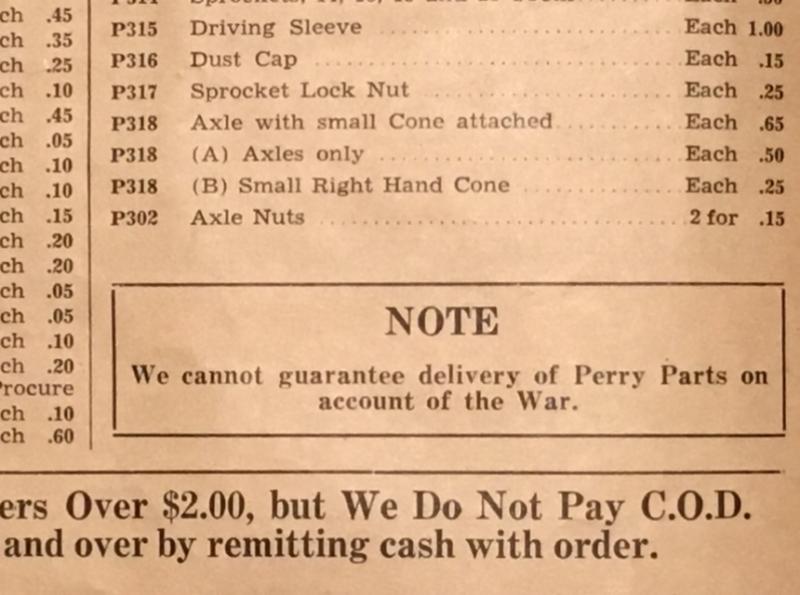 ch .45
ch .35
ch .25
ch .10
ch .45
ch .05
ch .10
ch .10
ch .15
ch .20
ch .20
ch .05
ch .05
ch .10
ch .20
rocure
ch .10
ch .60
P315 Driving Sleeve Each 1.00
P316 Dust Cap Each .15
P317 Sprocket Lock Nut Each .25
P318 Axle with small Cone attached Each .65
P318 (A) Axles only Each .50
P318 (B) Small Right Hand Cone Each .25
P302 Axle Nuts 2 for .15
NOTE
We cannot guarantee delivery of Perry Parts on
account of the War.
ers Over $2.00, but We Do Not Pay C.O.D.
and over by remitting cash with order.